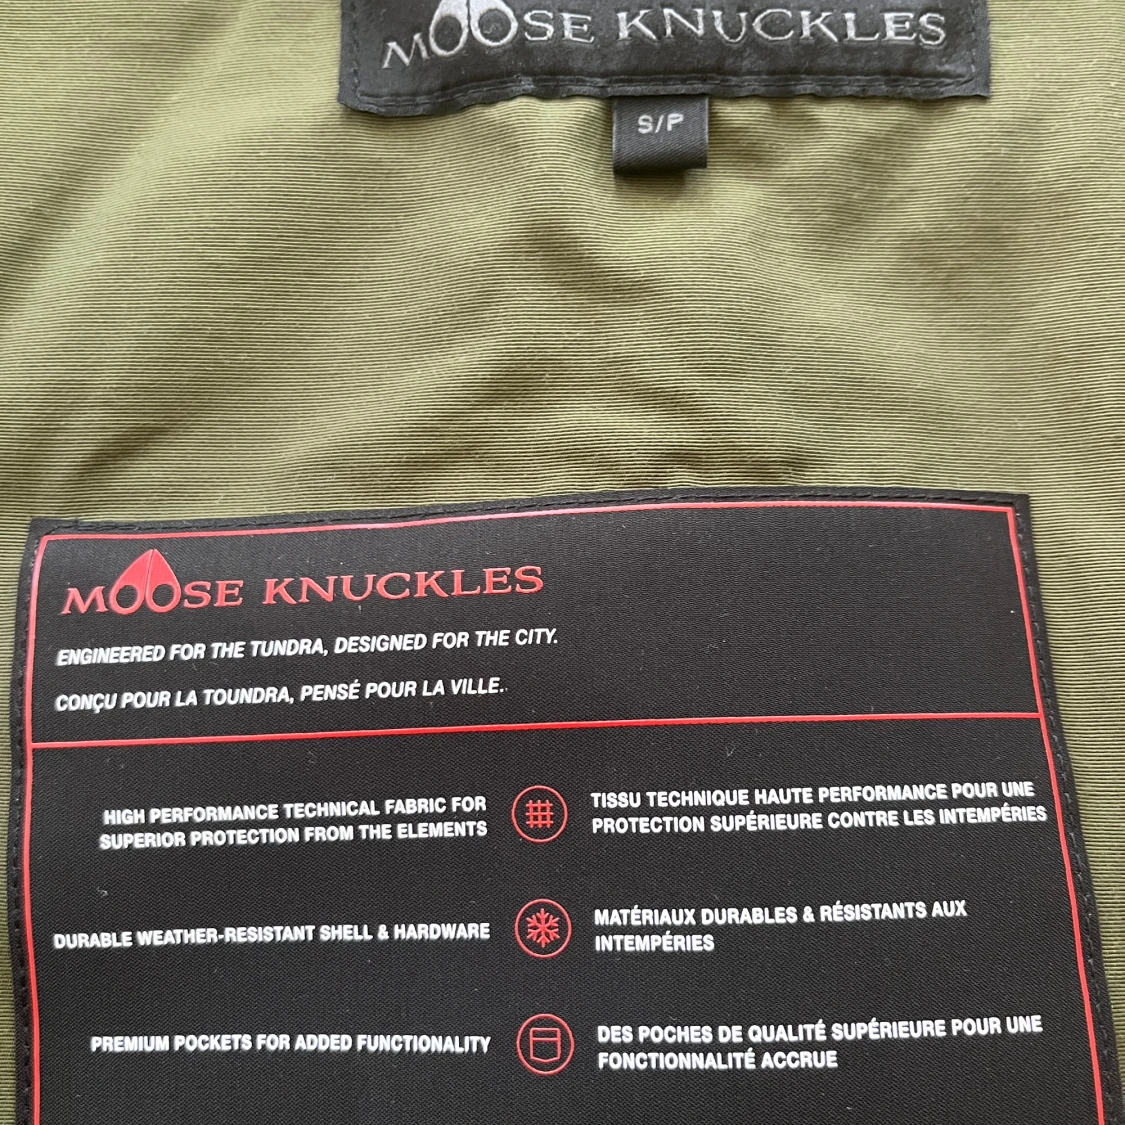 MOOSE KNUCKLES
S/P
MOOSE KNUCKLES
ENGINEERED FOR THE TUNDRA, DESIGNED FOR THE CITY.
CONÇU POUR LA TOUNDRA, PENSÉ POUR LA VILLE.
HIGH PERFORMANCE TECHNICAL FABRIC FOR
SUPERIOR PROTECTION FROM THE ELEMENTS
TISSU TECHNIQUE HAUTE PERFORMANCE POUR UNE
PROTECTION SUPÉRIEURE CONTRE LES INTEMPÉRIES
DURABLE WEATHER-RESISTANT SHELL & HARDWARE
MATÉRIAUX DURABLES & RÉSISTANTS AUX
INTEMPÉRIES
PREMIUM POCKETS FOR ADDED FUNCTIONALITY
DES POCHES DE QUALITÉ SUPÉRIEURE POUR UNE
FONCTIONNALITÉ ACCRUE